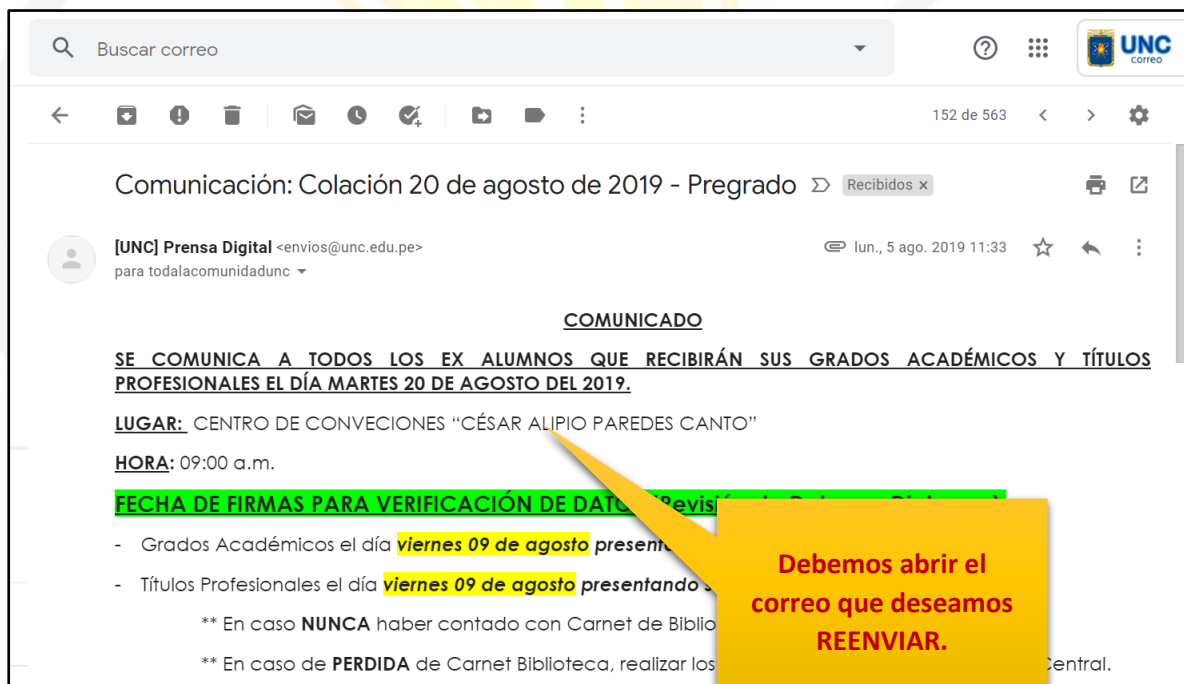 Buscar correo
UNC
correo
152 de 563
Comunicación: Colación 20 de agosto de 2019 - Pregrado Recibidos x
[UNC] Prensa Digital <envios@unc.edu.pe>
lun., 5 ago. 2019 11:33
para todalacomunidadunc
COMUNICADO
SE COMUNICA A TODOS LOS EX ALUMNOS QUE RECIBIRÁN SUS GRADOS ACADÉMICOS Y TÍTULOS
PROFESIONALES EL DÍA MARTES 20 DE AGOSTO DEL 2019.
LUGAR: CENTRO DE CONVECIONES “CÉSAR ALIPIO PAREDES CANTO”
HORA: 09:00 a.m.
FECHA DE FIRMAS PARA VERIFICACIÓN DE
- Grados Académicos el día viernes 09 de agosto
- Títulos Profesionales el día viernes 09 de agosto presentando
** En caso NUNCA haber contado con Carnet de
** En caso de PERDIDA de Carnet Biblioteca, realizar los
Debemos abrir el
correo que deseamos
REENVIAR.